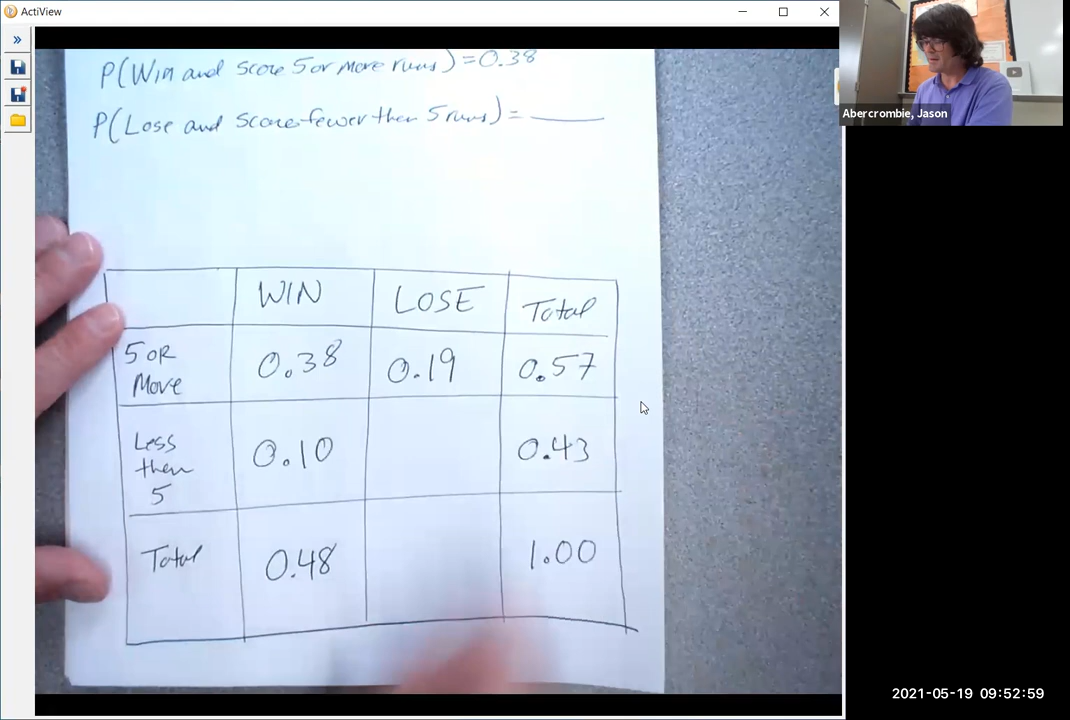 ActiView
P(Win and score 5 or more runs) = 0.38
P(Lose and score fewer then 5 runs) = ______
Abercrombie, Jason
WIN LOSE Total
5 OR More 0.38 0.19 0.57
Less then 5 0.10 0.43
Total 0.48 1.00
2021-05-19 09:52:59